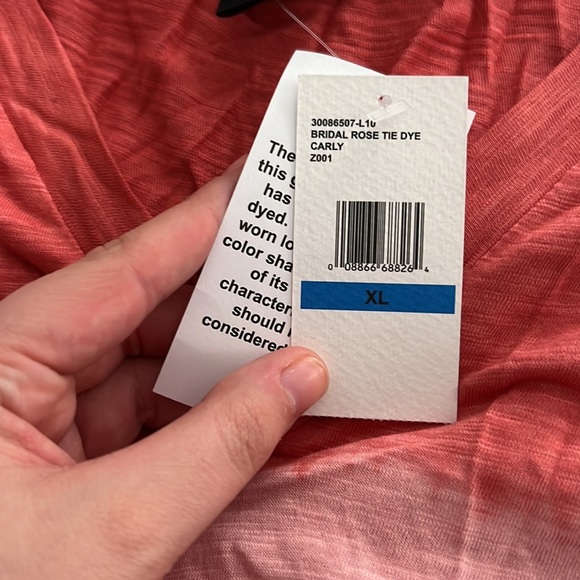 30086507-L10
BRIDAL ROSE TIE DYE
CARLY
Z001
0 08866 68826 4
XL
The
this
has
dyed.
worn
color
of its
should
considered